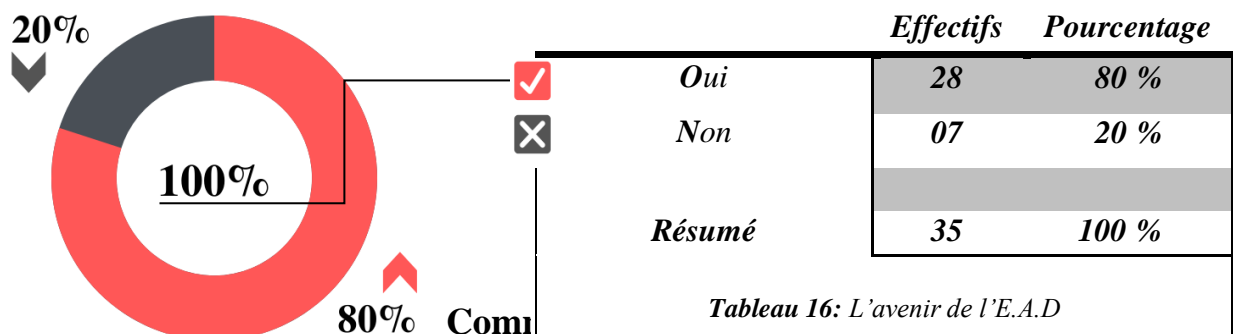 20%
Effectifs Pourcentage
Oui 28 80 %
Non 07 20 %
100%
Résumé 35 100 %
Tableau 16: L'avenir de l'E.A.D
80%